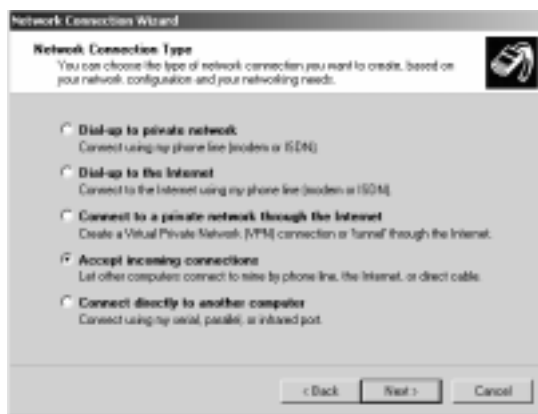 Network Connection Wizard
Network Connection Type
You can choose the type of network connection you want to create, based on
your network configuration and your networking needs.
Dial-up to private network
Connect using my phone line (modem or ISDN).
Dial-up to the Internet
Connect to the Internet using my phone line (modem or ISDN).
Connect to a private network through the Internet
Create a Virtual Private Network (VPN) connection or 'tunnel' through the Internet.
Accept incoming connections
Let other computers connect to mine by phone line, the Internet, or direct cable.
Connect directly to another computer
Connect using my serial, parallel, or infrared port.
< Back Next > Cancel